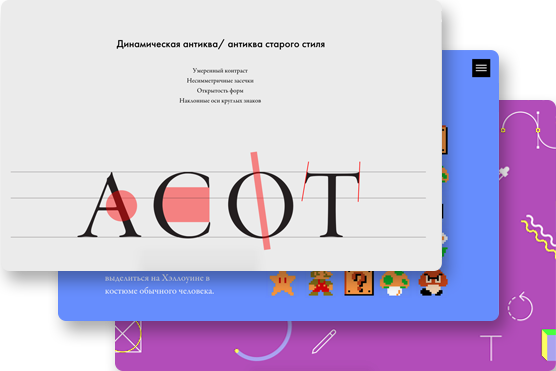 Динамическая антиква/ антиква старого стиля
Умеренный контраст
Несимметричные засечки
Открытость форм
Наклонные оси круглых знаков
АСОТ
выделиться на Хэллоуине в
костюме обычного человека.